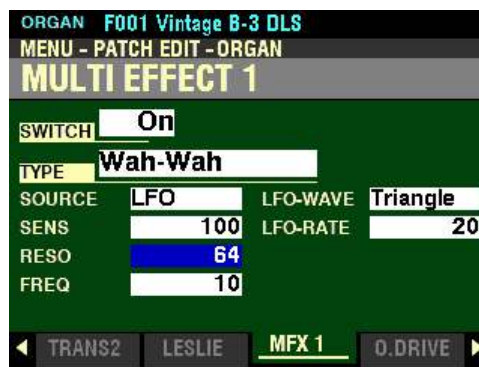 ORGAN F001 Vintage B-3 DLS
MENU - PATCH EDIT - ORGAN
MULTI EFFECT 1
SWITCH On
TYPE Wah-Wah
SOURCE LFO LFO-WAVE Triangle
SENS 100 LFO-RATE 20
RESO 64
FREQ 10
TRANS2 LESLIE MFX 1 O.DRIVE